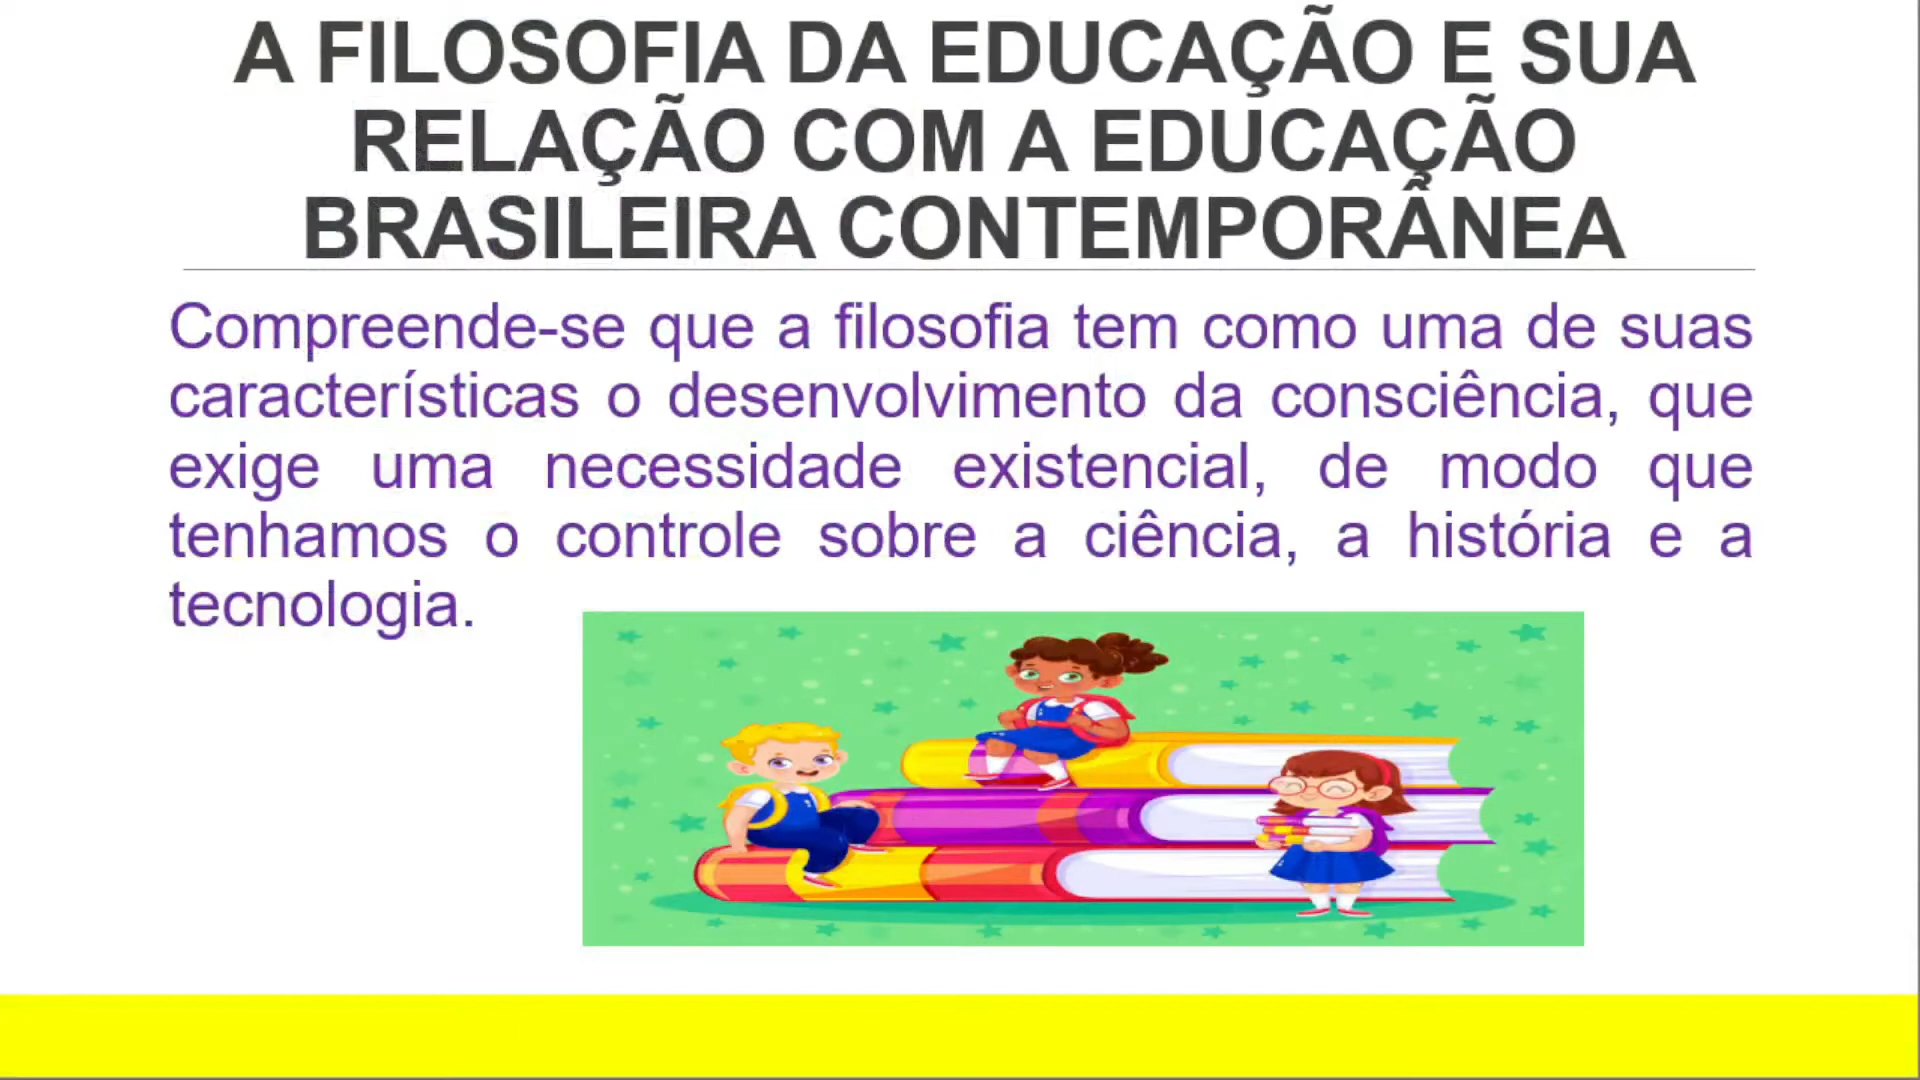 A FILOSOFIA DA EDUCAÇÃO E SUA
RELAÇÃO COM A EDUCAÇÃO
BRASILEIRA CONTEMPORÂNEA
Compreende-se que a filosofia tem como uma de suas
características o desenvolvimento da consciência, que
exige uma necessidade existencial, de modo que
tenhamos o controle sobre a ciência, a história e a
tecnologia.